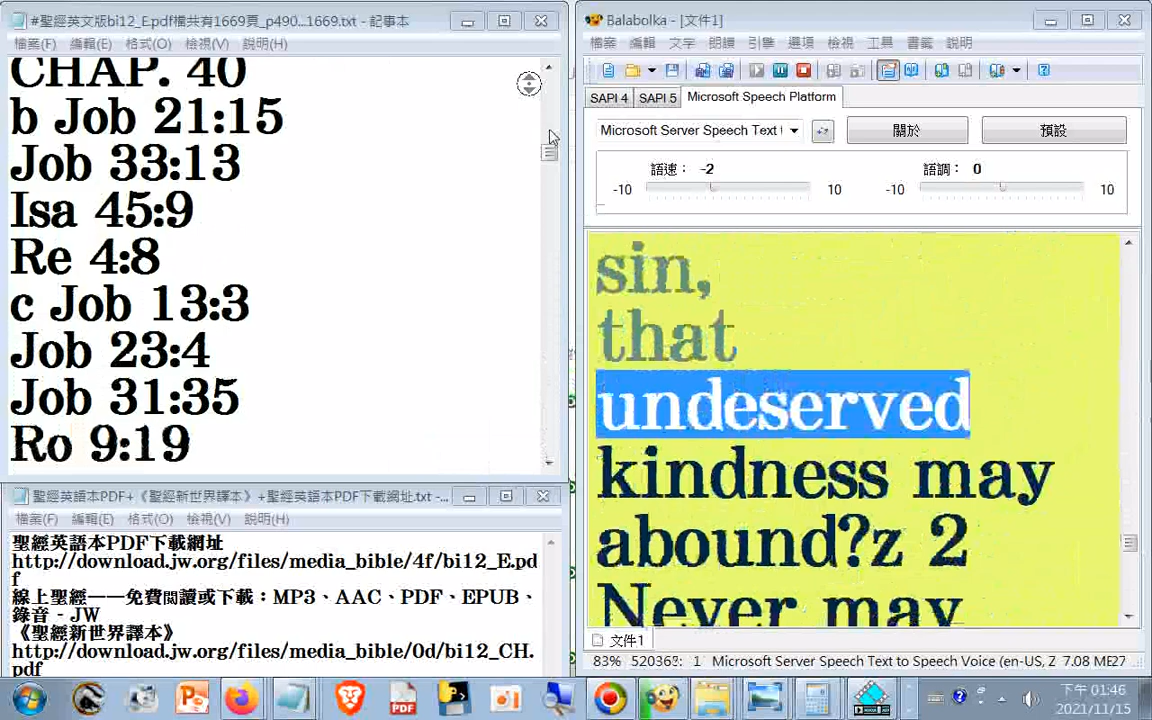 #聖經英文版bi12_E.pdf檔共有1669頁_p490...1669.txt - 記事本
檔案(F) 編輯(E) 格式(O) 檢視(V) 說明(H)
CHAP. 40
b Job 21:15
Job 33:13
Isa 45:9
Re 4:8
c Job 13:3
Job 23:4
Job 31:35
Ro 9:19
聖經英語本PDF+《聖經新世界譯本》+聖經英語本PDF下載網址.txt -...
檔案(F) 編輯(E) 格式(O) 檢視(V) 說明(H)
聖經英語本PDF下載網址
http://download.jw.org/files/media_bible/4f/bi12_E.pd
f
線上聖經——免費閱讀或下載：MP3、AAC、PDF、EPUB、
錄音 - JW
《聖經新世界譯本》
http://download.jw.org/files/media_bible/0d/bi12_CH.
pdf
Balabolka - [文件1]
檔案 編輯 文字 朗讀 引擎 選項 檢視 工具 書籤 說明
SAPI 4 SAPI 5 Microsoft Speech Platform
Microsoft Server Speech Text 關於 預設
語速： -2 語調： 0
-10 10 -10 10
sin,
that
undeserved
kindness may
abound?z 2
Never may
文件1
83% 1 Microsoft Server Speech Text to Speech Voice (en-US, Z 7.08 ME27
下午 01:46
2021/11/15